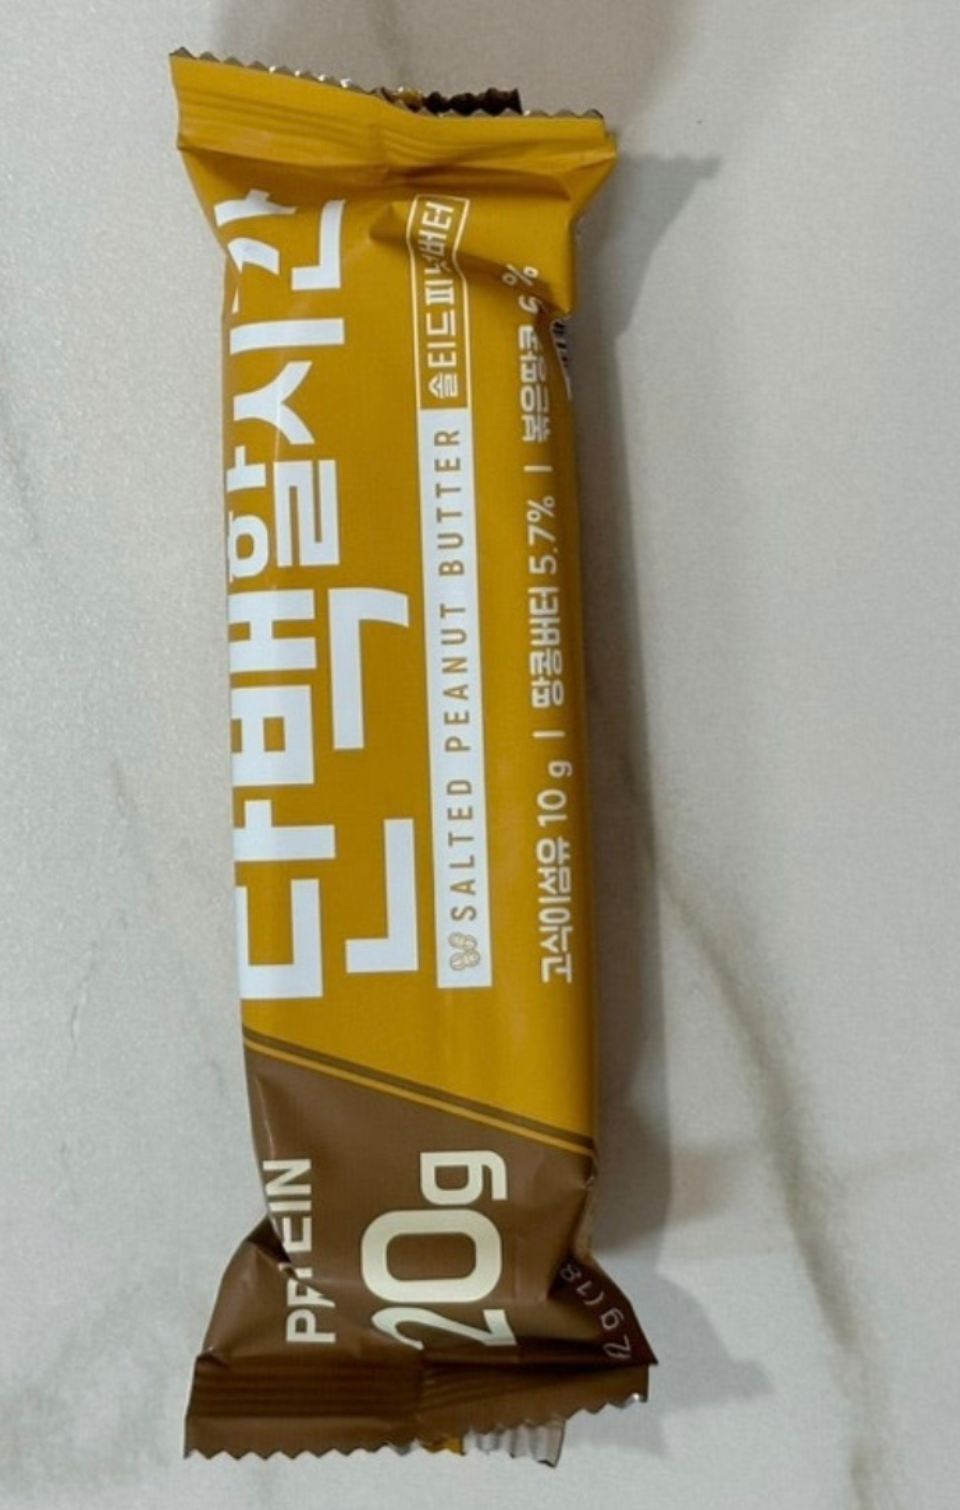 단백할시간
SALTED PEANUT BUTTER 솔티드피넛버터
고식이섬유 10 g | 땅콩버터 5.7% | 볶은땅콩
PROTEIN
20g